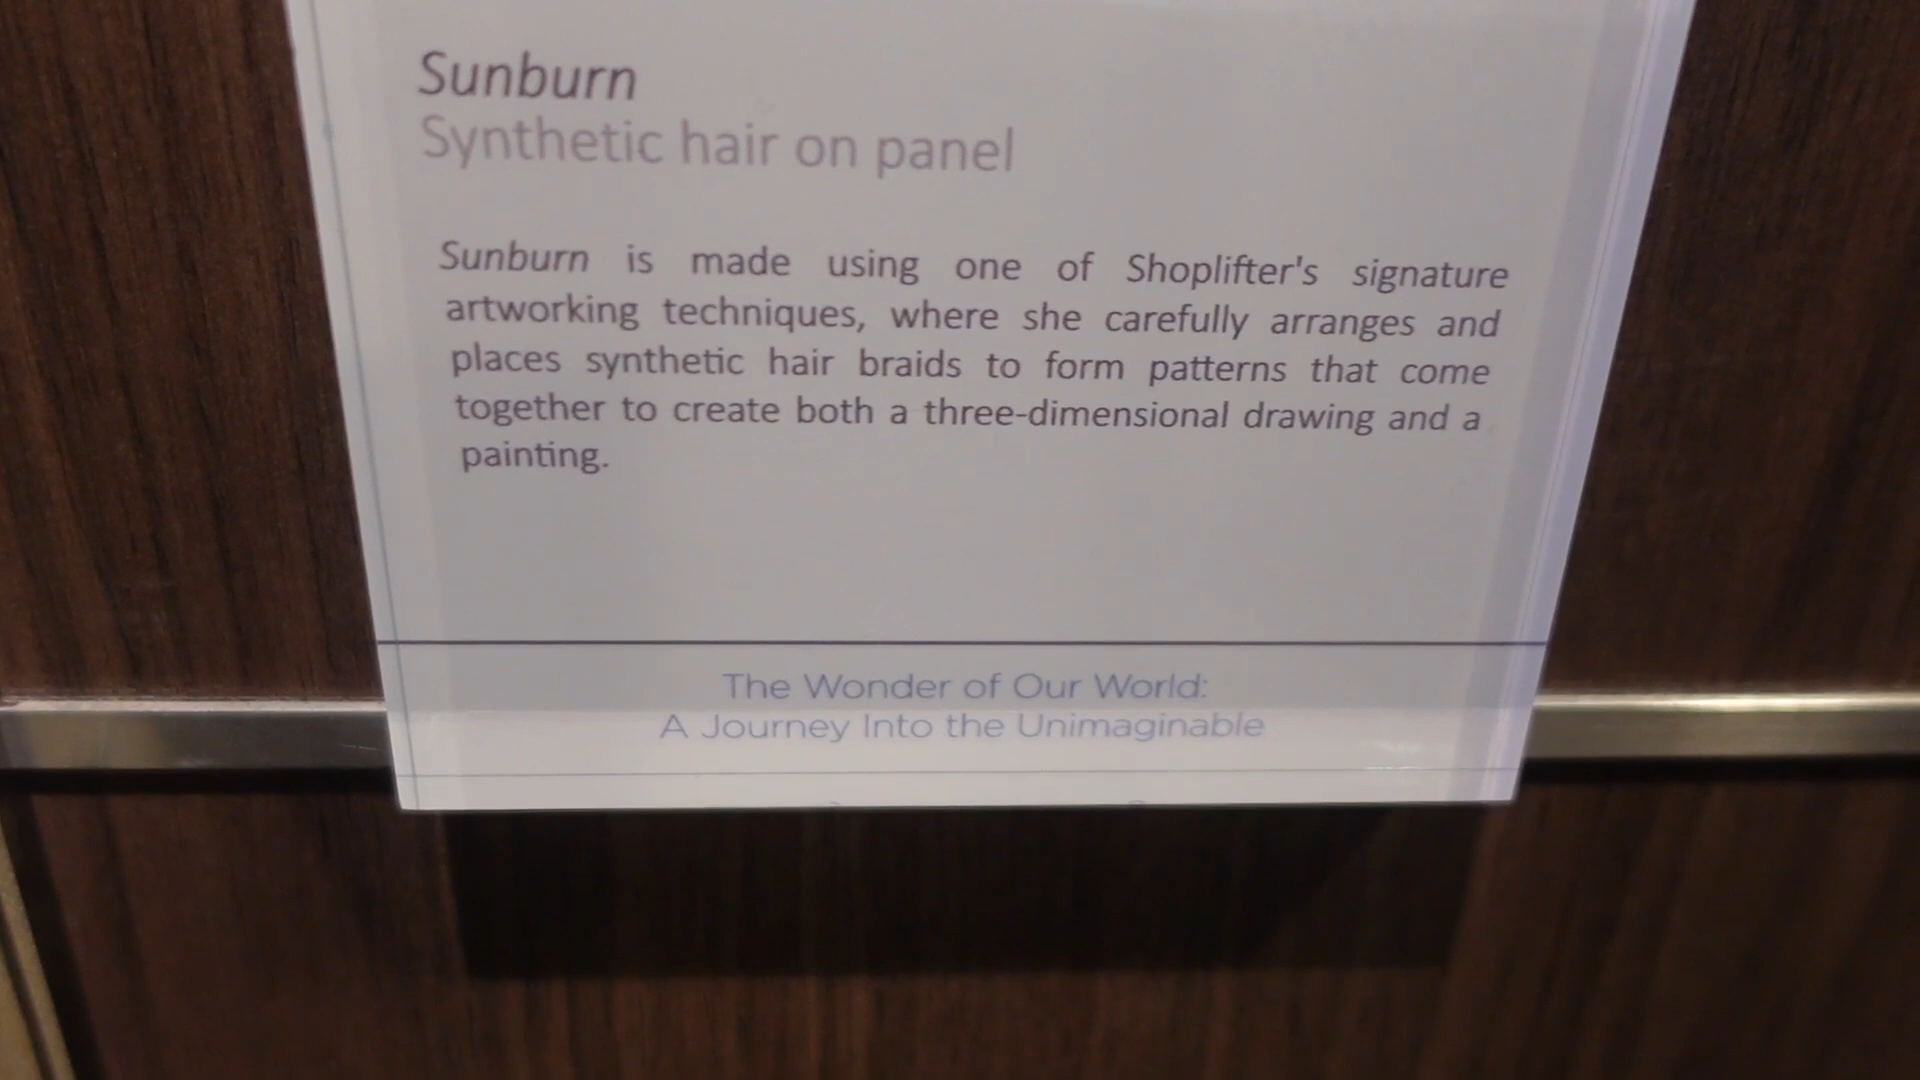 Sunburn
Synthetic hair on panel
Sunburn is made using one of Shoplifter's signature
artworking techniques, where she carefully arranges and
places synthetic hair braids to form patterns that come
together to create both a three-dimensional drawing and a
painting.
The Wonder of Our World:
A Journey Into the Unimaginable